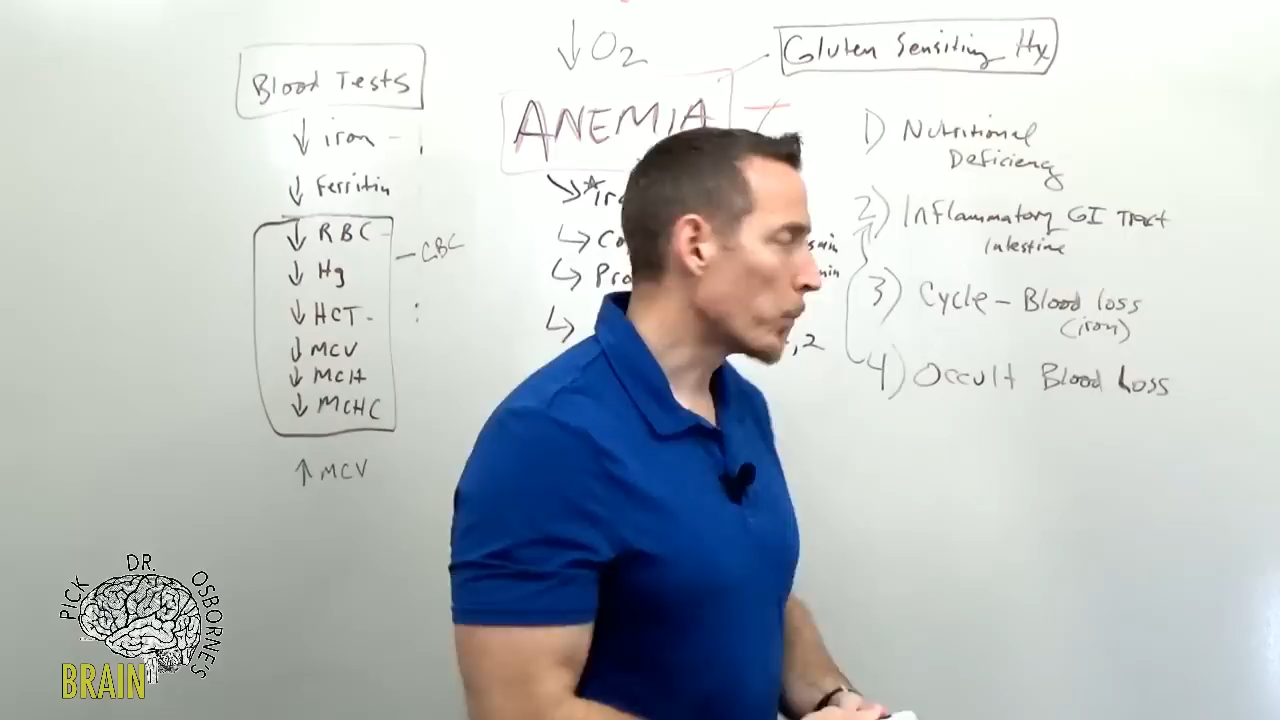 Blood Tests
↓ iron –
↓ Ferritin
↓ RBC –
↓ Hg
↓ HCT -
↓ MCV
↓ MCH
↓ MCHC
– CBC
↑ MCV
↓ O2
ANEMIA
Gluten Sensitivity Hx
1) Nutritional
Deficiency
2) Inflammatory GI Tract
Intestine
3) Cycle – Blood loss
(iron)
4) Occult Blood Loss
PICK DR. OSBORNE'S
BRAIN